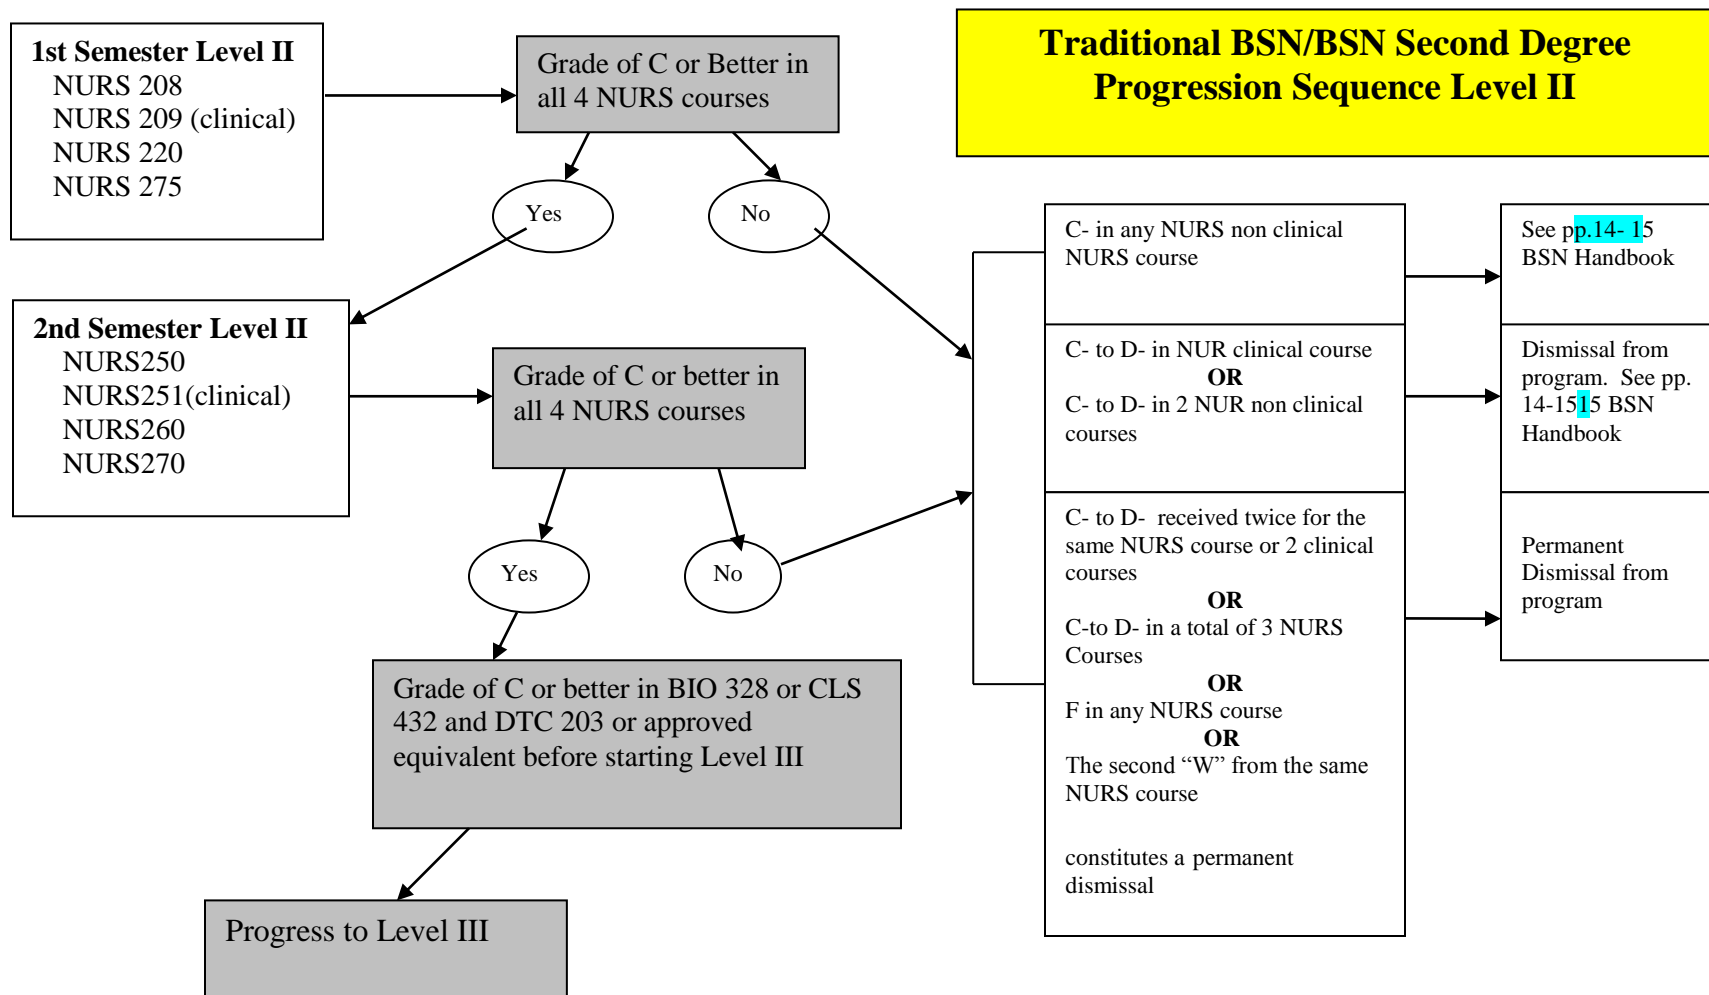 Traditional BSN/BSN Second Degree
Progression Sequence Level II
1st Semester Level II
NURS 208
NURS 209 (clinical)
NURS 220
NURS 275
Grade of C or Better in
all 4 NURS courses
Yes
No
2nd Semester Level II
NURS250
NURS251(clinical)
NURS260
NURS270
Grade of C or better in
all 4 NURS courses
Yes
No
Grade of C or better in BIO 328 or CLS
432 and DTC 203 or approved
equivalent before starting Level III
Progress to Level III
C- in any NURS non clinical
NURS course
See pp.14- 15
BSN Handbook
C- to D- in NUR clinical course
OR
C- to D- in 2 NUR non clinical
courses
Dismissal from
program.  See pp.
14-1515 BSN
Handbook
C- to D-  received twice for the
same NURS course or 2 clinical
courses
OR
C-to D- in a total of 3 NURS
Courses
OR
F in any NURS course
OR
The second “W” from the same
NURS course
constitutes a permanent
dismissal
Permanent
Dismissal from
program